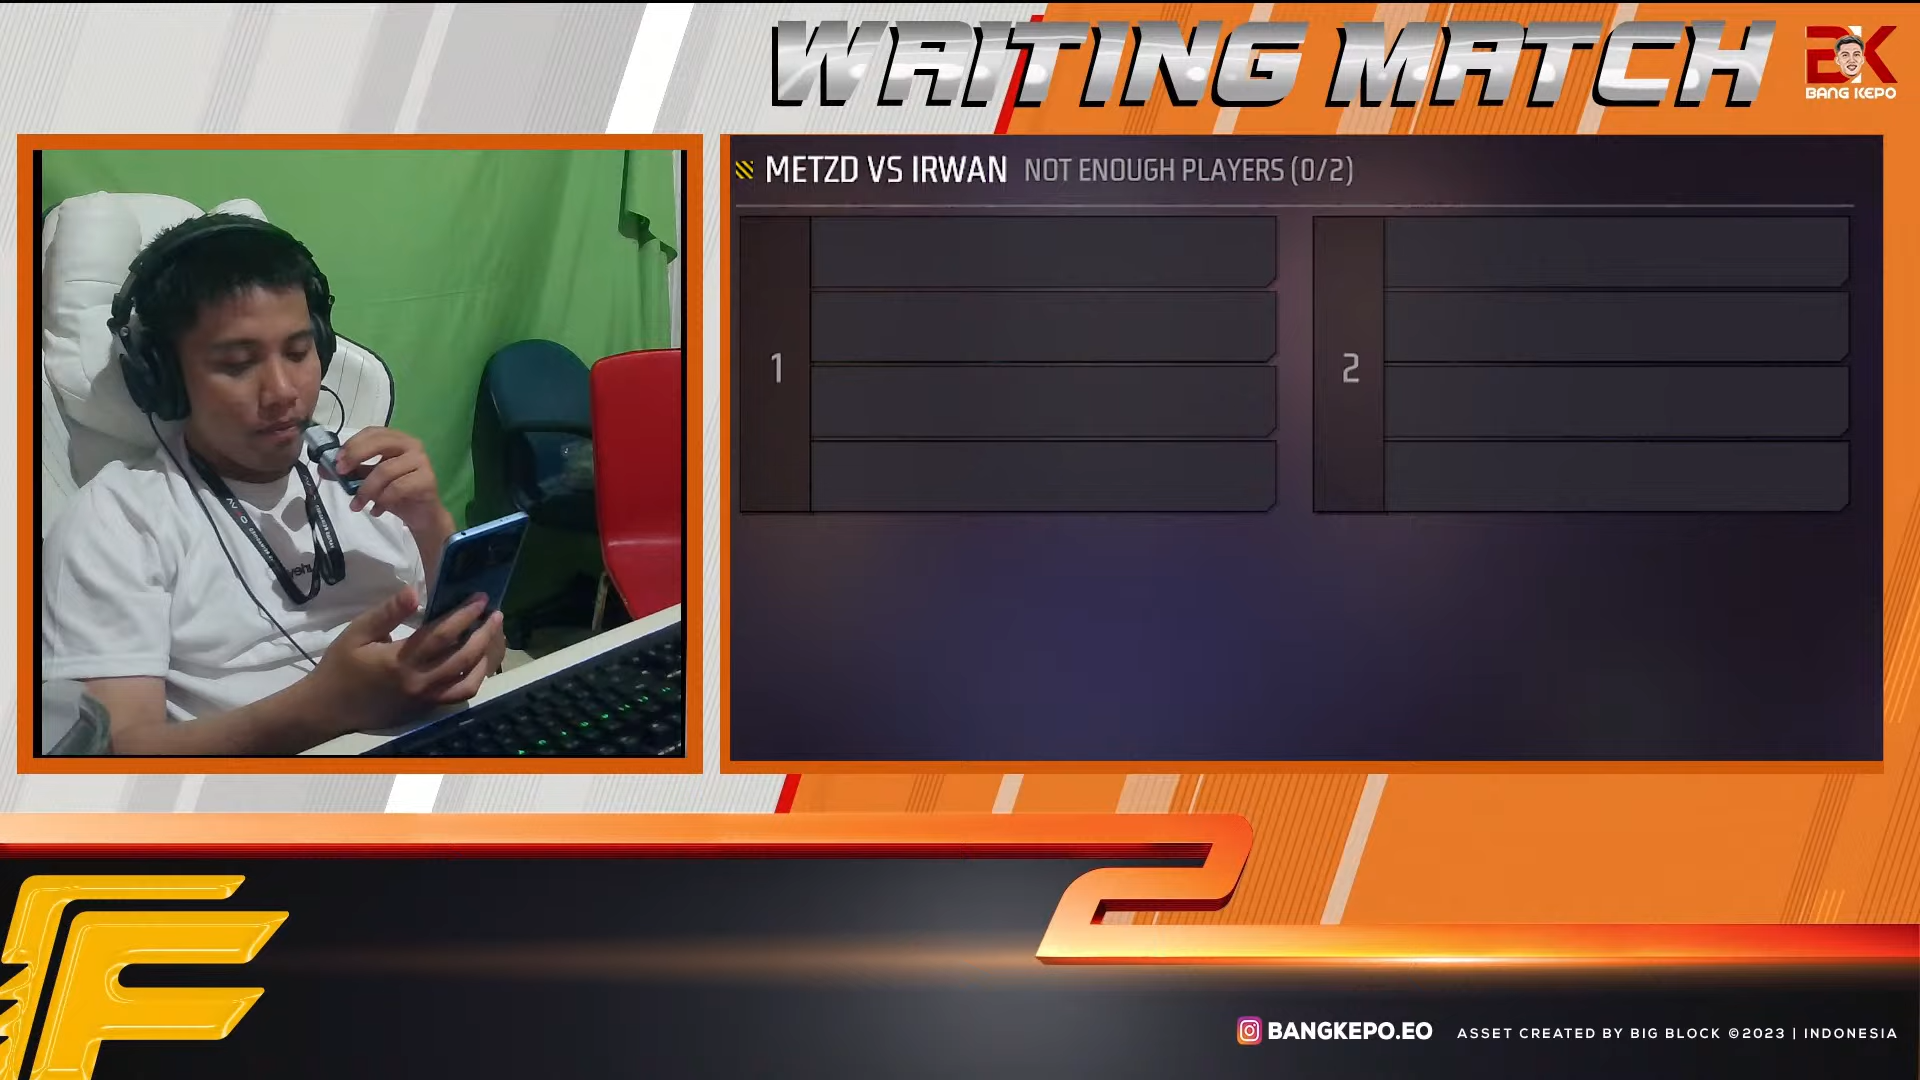 WAITING MATCH
BK
BANG KEPO
METZD VS IRWAN NOT ENOUGH PLAYERS (0/2)
1
2
BANGKEPO.EO
ASSET CREATED BY BIG BLOCK ©2023 | INDONESIA